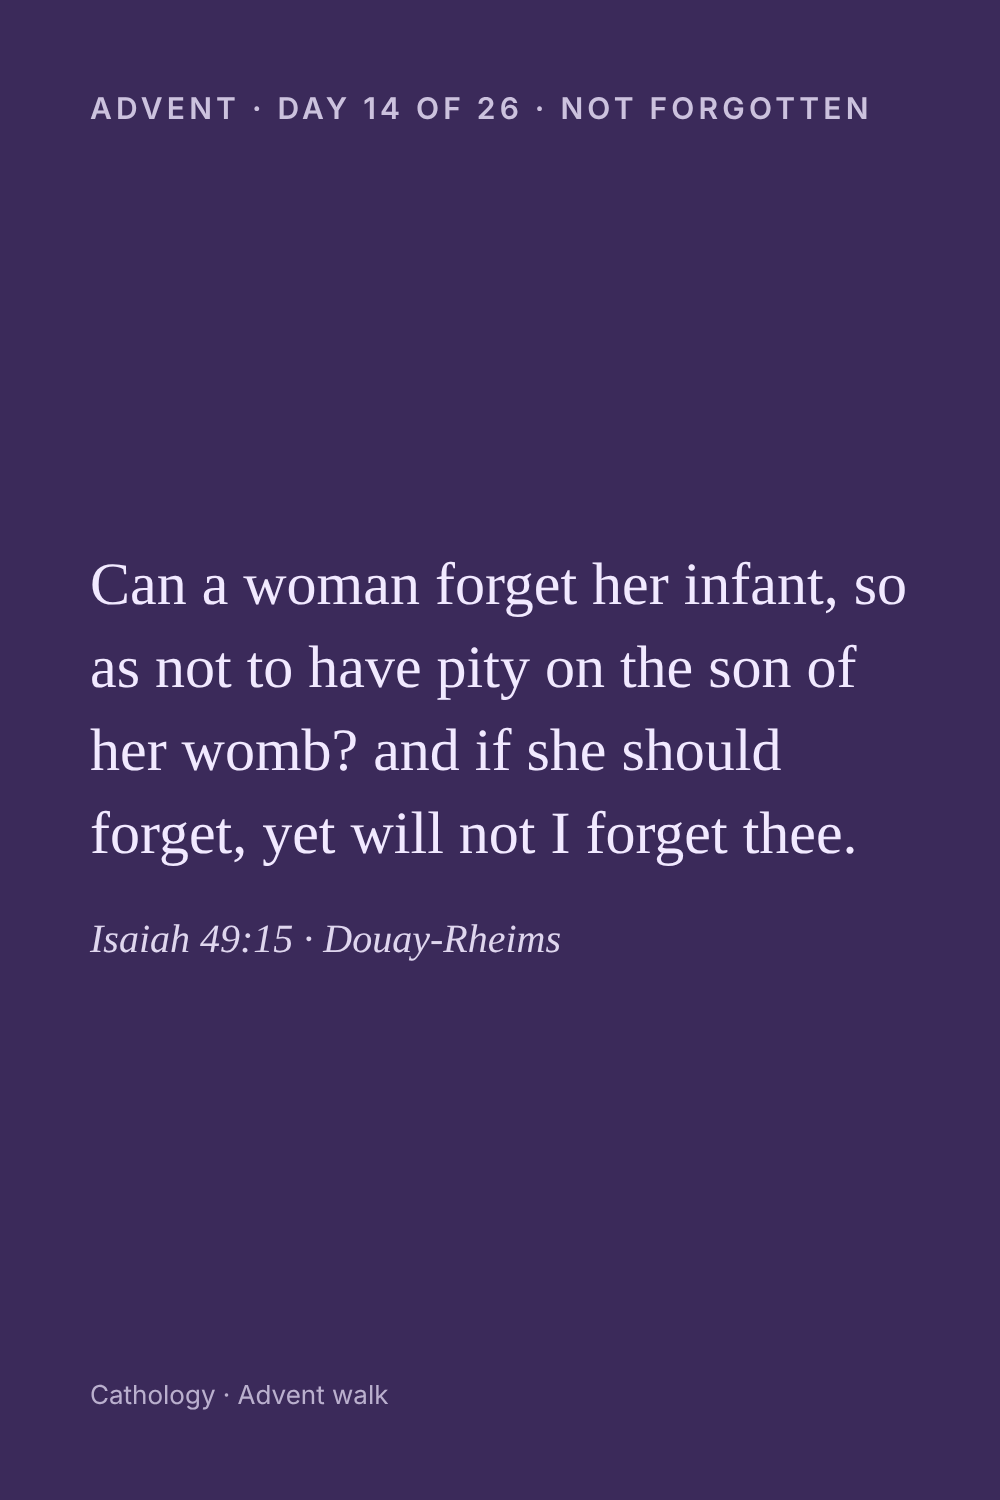 ADVENT · DAY 14 OF 26 · NOT FORGOTTEN
Can a woman forget her infant, so
as not to have pity on the son of
her womb? and if she should
forget, yet will not I forget thee.
Isaiah 49:15 · Douay-Rheims
Cathology · Advent walk